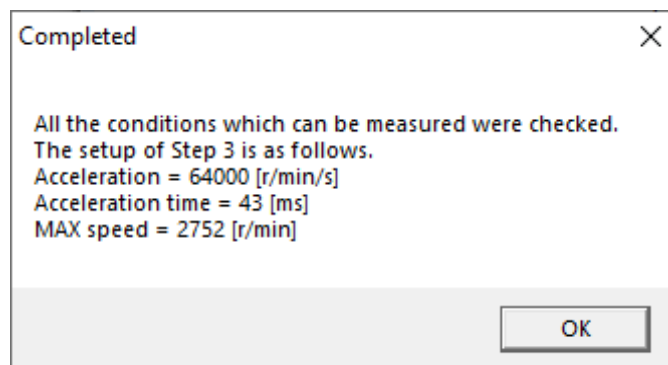 Completed
All the conditions which can be measured were checked.
The setup of Step 3 is as follows.
Acceleration = 64000 [r/min/s]
Acceleration time = 43 [ms]
MAX speed = 2752 [r/min]
OK